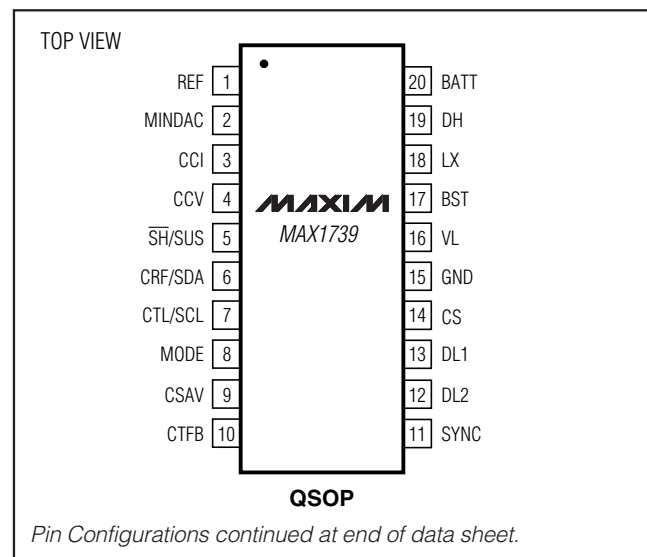 TOP VIEW
REF 1
MINDAC 2
CCI 3
CCV 4
S̅H̅/SUS 5
CRF/SDA 6
CTL/SCL 7
MODE 8
CSAV 9
CTFB 10
MAXIM
MAX1739
20 BATT
19 DH
18 LX
17 BST
16 VL
15 GND
14 CS
13 DL1
12 DL2
11 SYNC
QSOP
Pin Configurations continued at end of data sheet.